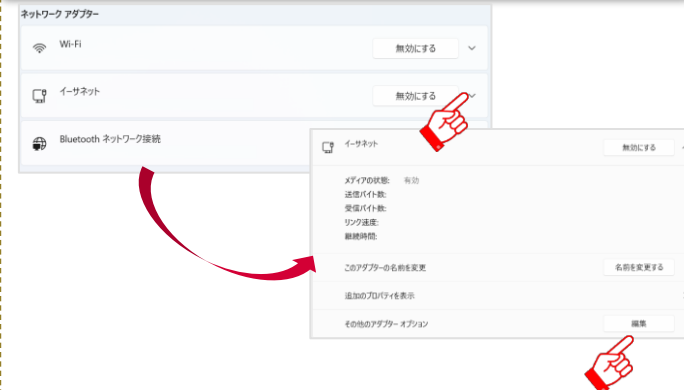 ネットワーク アダプター
Wi-Fi
無効にする
イーサネット
無効にする
Bluetooth ネットワーク接続
イーサネット
無効にする
メディアの状態: 有効
送信バイト数:
受信バイト数:
リンク速度:
継続時間:
このアダプターの名前を変更
名前を変更する
追加のプロパティを表示
その他のアダプター オプション
編集